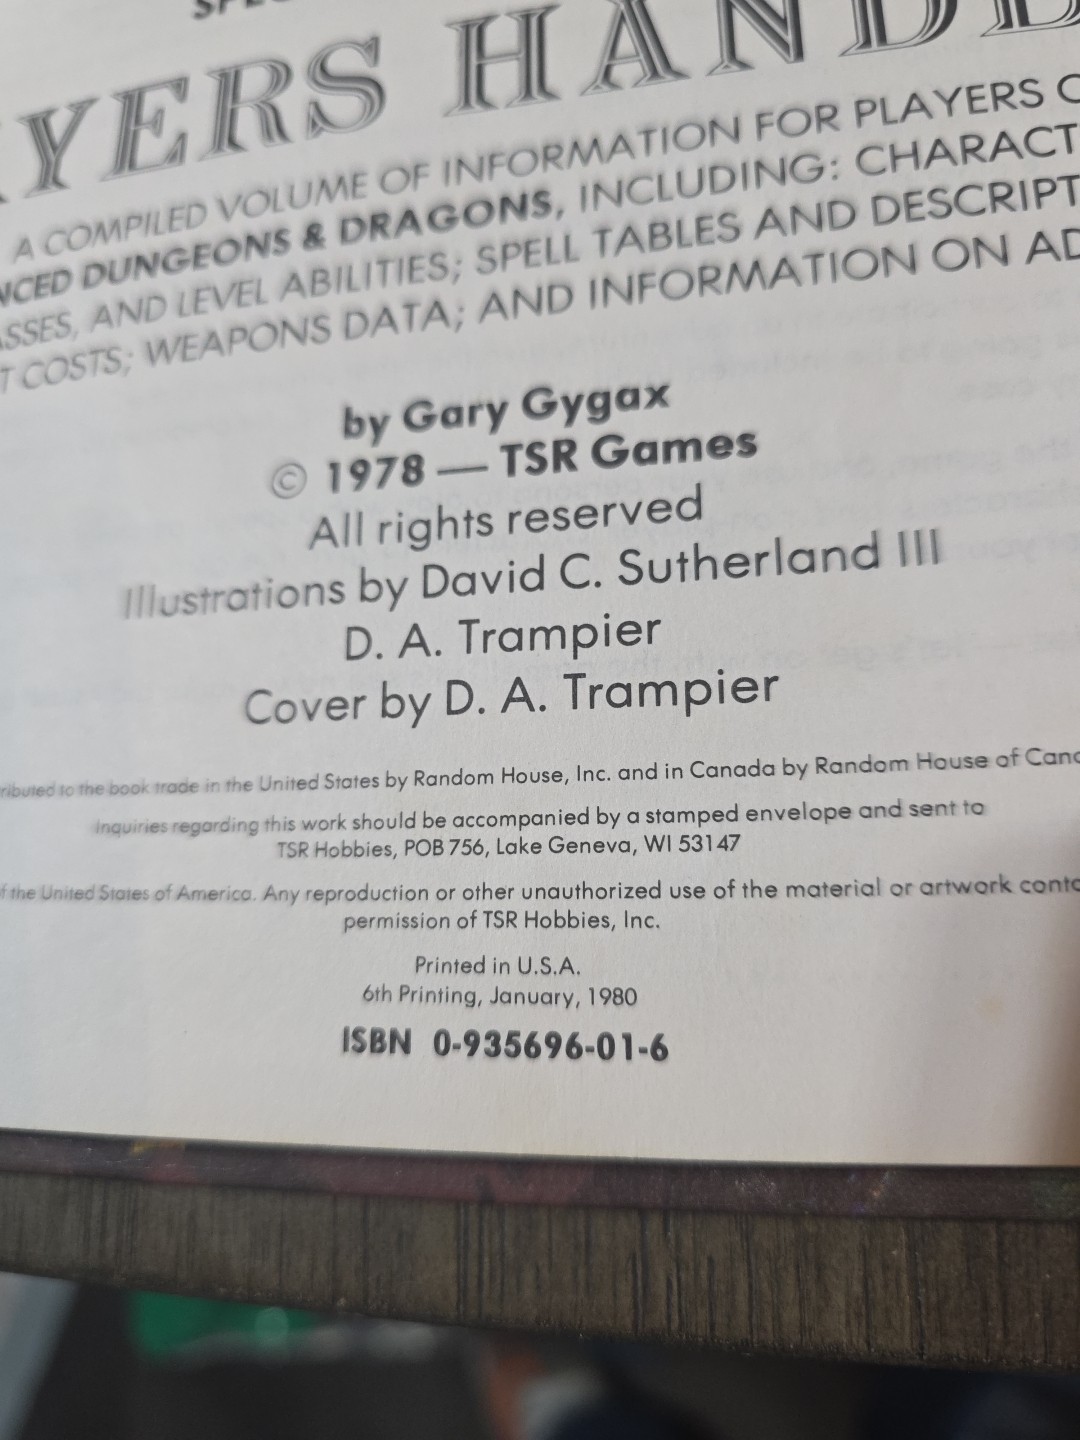 YERS HAND
A COMPILED VOLUME OF INFORMATION FOR PLAYERS
DUNGEONS & DRAGONS, INCLUDING: CHARACT
SSES, AND LEVEL ABILITIES; SPELL TABLES AND DESCRIPT
T COSTS; WEAPONS DATA; AND INFORMATION ON AD
by Gary Gygax
© 1978 — TSR Games
All rights reserved
Illustrations by David C. Sutherland III
D. A. Trampier
Cover by D. A. Trampier
ributed to the book trade in the United States by Random House, Inc. and in Canada by Random House of Cana
Inquiries regarding this work should be accompanied by a stamped envelope and sent to
TSR Hobbies, POB 756, Lake Geneva, WI 53147
f the United States of America. Any reproduction or other unauthorized use of the material or artwork conta
permission of TSR Hobbies, Inc.
Printed in U.S.A.
6th Printing, January, 1980
ISBN 0-935696-01-6